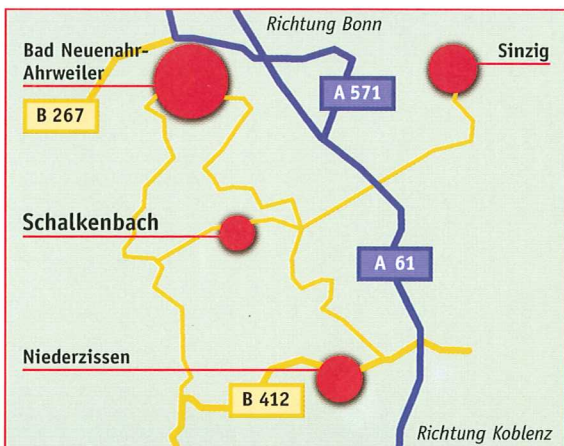 Richtung Bonn
Bad Neuenahr-
Ahrweiler
Sinzig
A 571
B 267
Schalkenbach
A 61
Niederzissen
B 412
Richtung Koblenz